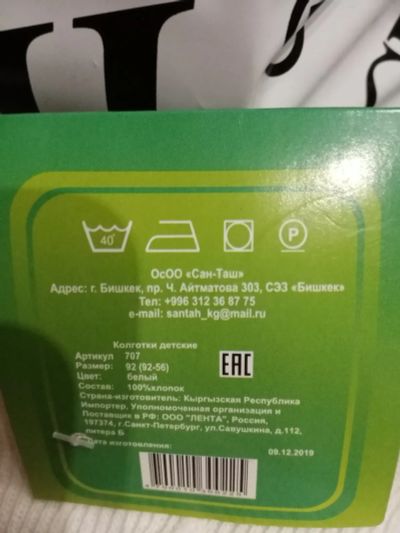 40°
P
ОсОО «Сан-Таш»
Адрес: г. Бишкек, пр. Ч. Айтматова 303, СЭЗ «Бишкек»
Тел: +996 312 36 87 75
e-mail: santah_kg@mail.ru
Колготки детские
Артикул 707
Размер: 92 (92-56)
Цвет: белый
Состав: 100%хлопок
Страна-изготовитель: Кыргызская Республика
Импортер. Уполномоченная организация и
Поставщик в РФ: ООО "ЛЕНТА", Россия,
197374, г.Санкт-Петербург, ул.Савушкина, д.112,
литера Б
Дата изготовления:
09.12.2019
EAC